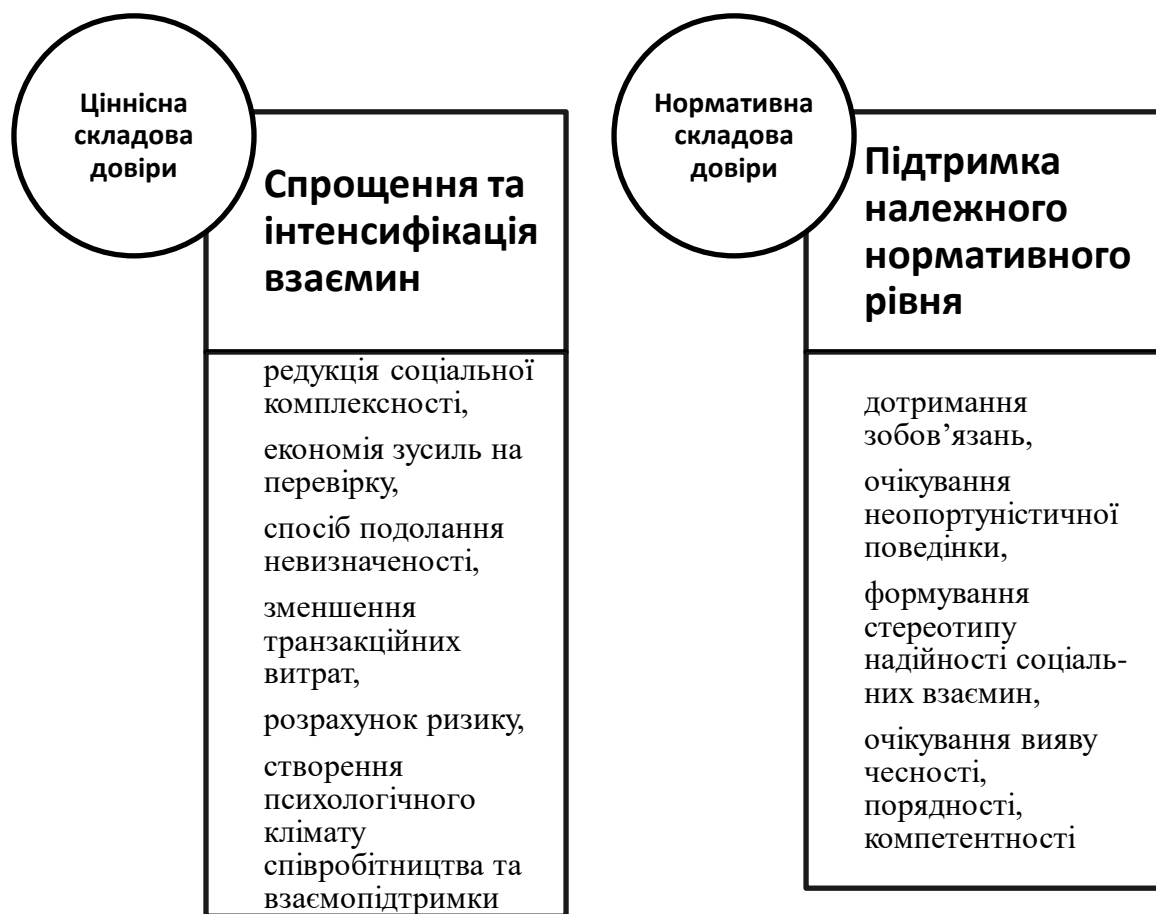 Ціннісна
складова
довіри
Спрощення та
інтенсифікація
взаємин
редукція соціальної
комплексності,
економія зусиль на
перевірку,
спосіб подолання
невизначеності,
зменшення
транзакційних
витрат,
розрахунок ризику,
створення
психологічного
клімату
співробітництва та
взаємопідтримки
Нормативна
складова
довіри
Підтримка
належного
нормативного
рівня
дотримання
зобов’язань,
очікування
неопортуністичної
поведінки,
формування
стереотипу
надійності соціаль-
них взаємин,
очікування вияву
чесності,
порядності,
компетентності